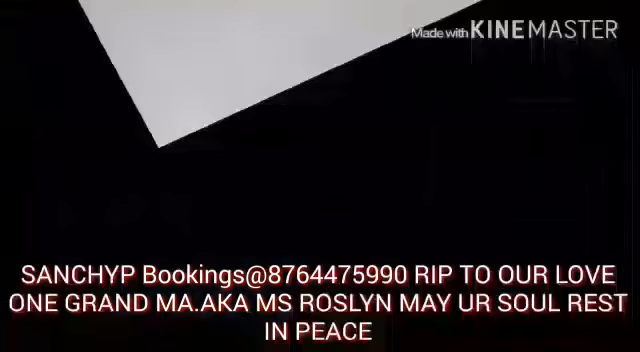 Made with KINEMASTER
SANCHYP Bookings@8764475990 RIP TO OUR LOVE
ONE GRAND MA.AKA MS ROSLYN MAY UR SOUL REST
IN PEACE